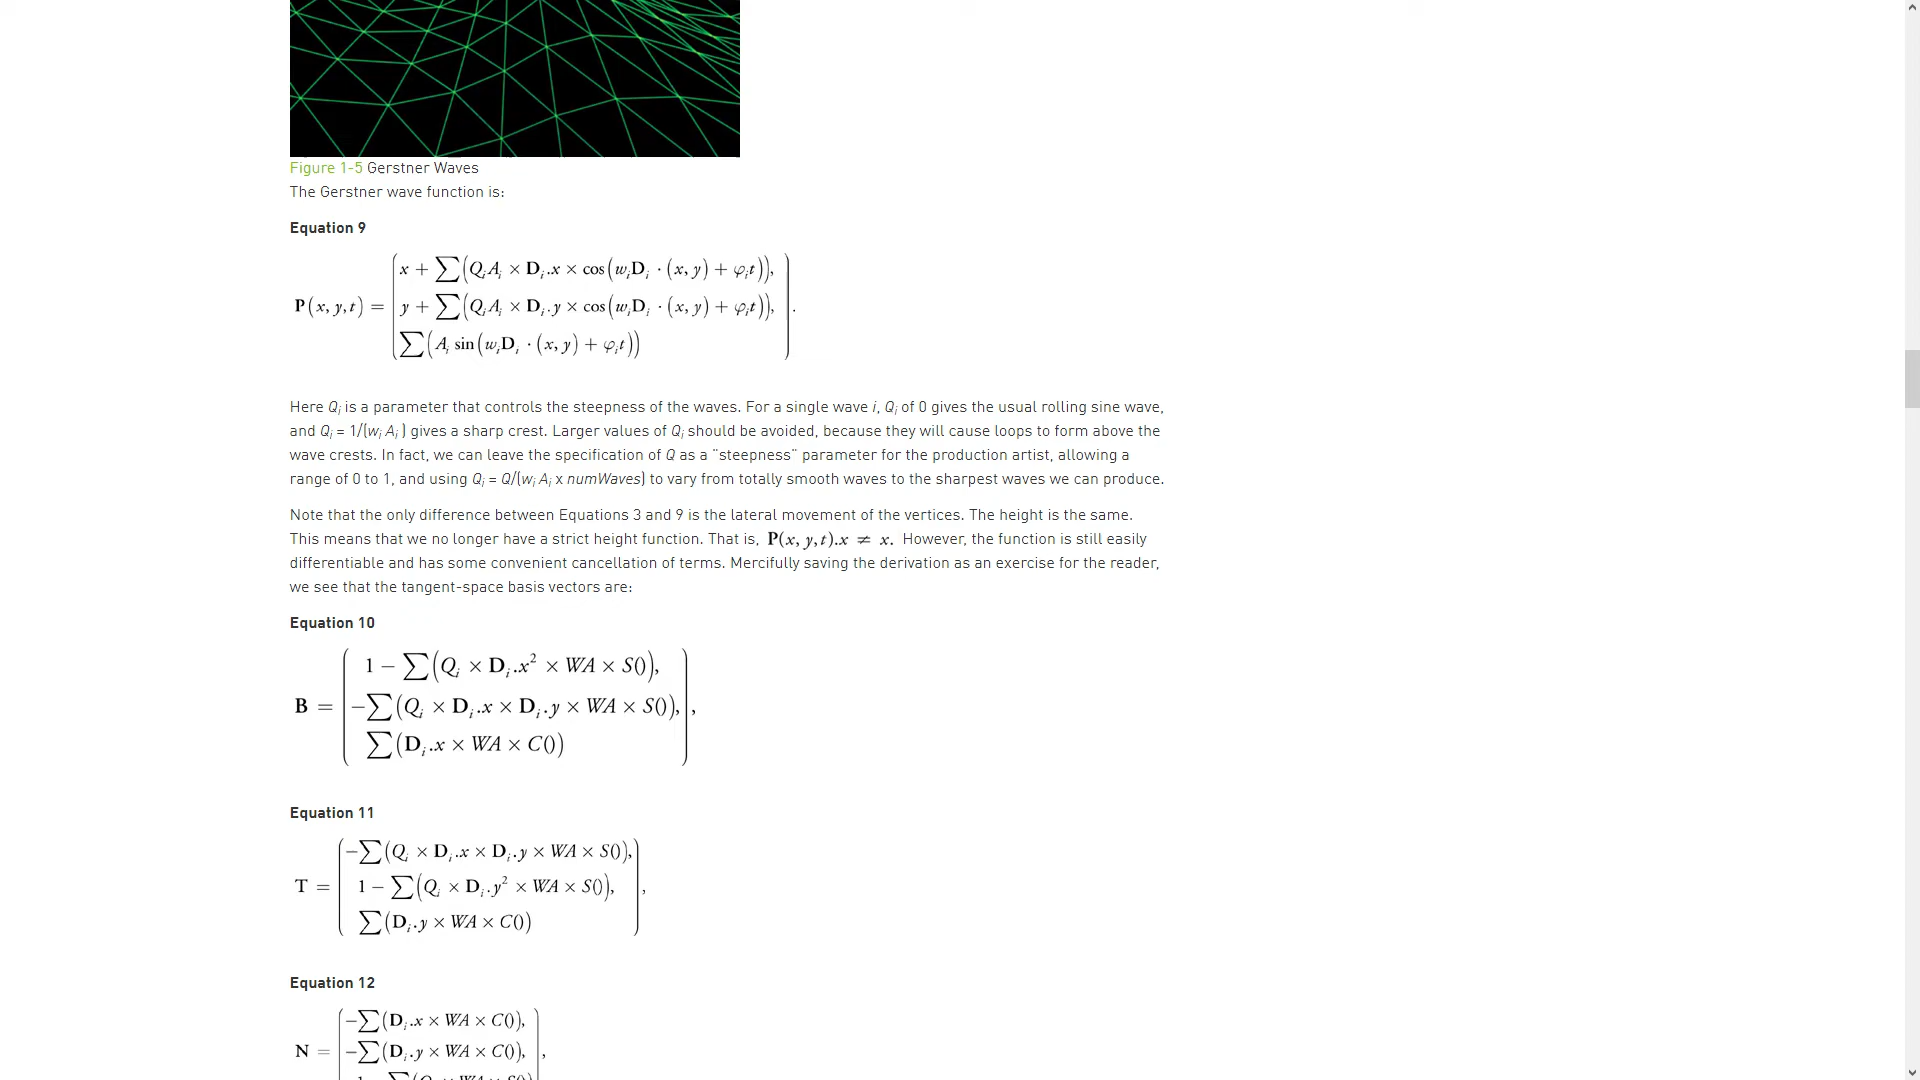 Figure 1-5 Gerstner Waves
The Gerstner wave function is:
Equation 9
P(x, y, t) = ( x + ∑(QᵢAᵢ × Dᵢ.x × cos(wᵢDᵢ · (x, y) + φᵢt)),
y + ∑(QᵢAᵢ × Dᵢ.y × cos(wᵢDᵢ · (x, y) + φᵢt)),
∑(Aᵢ sin(wᵢDᵢ · (x, y) + φᵢt)) ).
Here Qᵢ is a parameter that controls the steepness of the waves. For a single wave i, Qᵢ of 0 gives the usual rolling sine wave,
and Qᵢ = 1/(wᵢ Aᵢ ) gives a sharp crest. Larger values of Qᵢ should be avoided, because they will cause loops to form above the
wave crests. In fact, we can leave the specification of Q as a "steepness" parameter for the production artist, allowing a
range of 0 to 1, and using Qᵢ = Q/(wᵢ Aᵢ x numWaves) to vary from totally smooth waves to the sharpest waves we can produce.
Note that the only difference between Equations 3 and 9 is the lateral movement of the vertices. The height is the same.
This means that we no longer have a strict height function. That is, P(x, y, t).x ≠ x. However, the function is still easily
differentiable and has some convenient cancellation of terms. Mercifully saving the derivation as an exercise for the reader,
we see that the tangent-space basis vectors are:
Equation 10
B = ( 1 − ∑(Qᵢ × Dᵢ.x² × WA × S()),
−∑(Qᵢ × Dᵢ.x × Dᵢ.y × WA × S()),
∑(Dᵢ.x × WA × C()) ),
Equation 11
T = ( −∑(Qᵢ × Dᵢ.x × Dᵢ.y × WA × S()),
1 − ∑(Qᵢ × Dᵢ.y² × WA × S()),
∑(Dᵢ.y × WA × C()) ),
Equation 12
N = ( −∑(Dᵢ.x × WA × C()),
−∑(Dᵢ.y × WA × C()),